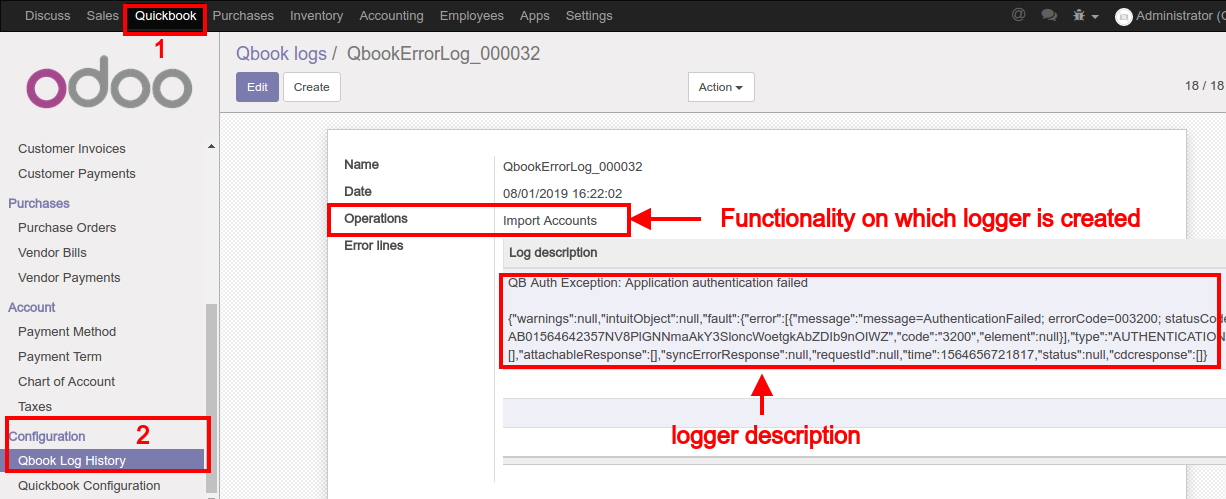 Discuss Sales Quickbook Purchases Inventory Accounting Employees Apps Settings @ Administrator (
1
odoo
Qbook logs / QbookErrorLog_000032
Edit Create Action 18 / 18
Customer Invoices
Customer Payments
Purchases
Purchase Orders
Vendor Bills
Vendor Payments
Account
Payment Method
Payment Term
Chart of Account
Taxes
Configuration 2
Qbook Log History
Quickbook Configuration
Name QbookErrorLog_000032
Date 08/01/2019 16:22:02
Operations Import Accounts
Functionality on which logger is created
Error lines
Log description
QB Auth Exception: Application authentication failed
{"warnings":null,"intuitObject":null,"fault":{"error":[{"message":"message=AuthenticationFailed; errorCode=003200; statusCod
AB01564642357NV8PlGNNmaAkY3SloncWoetgkAbZDIb9nOIWZ","code":"3200","element":null}],"type":"AUTHENTICATION
[],"attachableResponse":[],"syncErrorResponse":null,"requestId":null,"time":1564656721817,"status":null,"cdcresponse":[]}
logger description